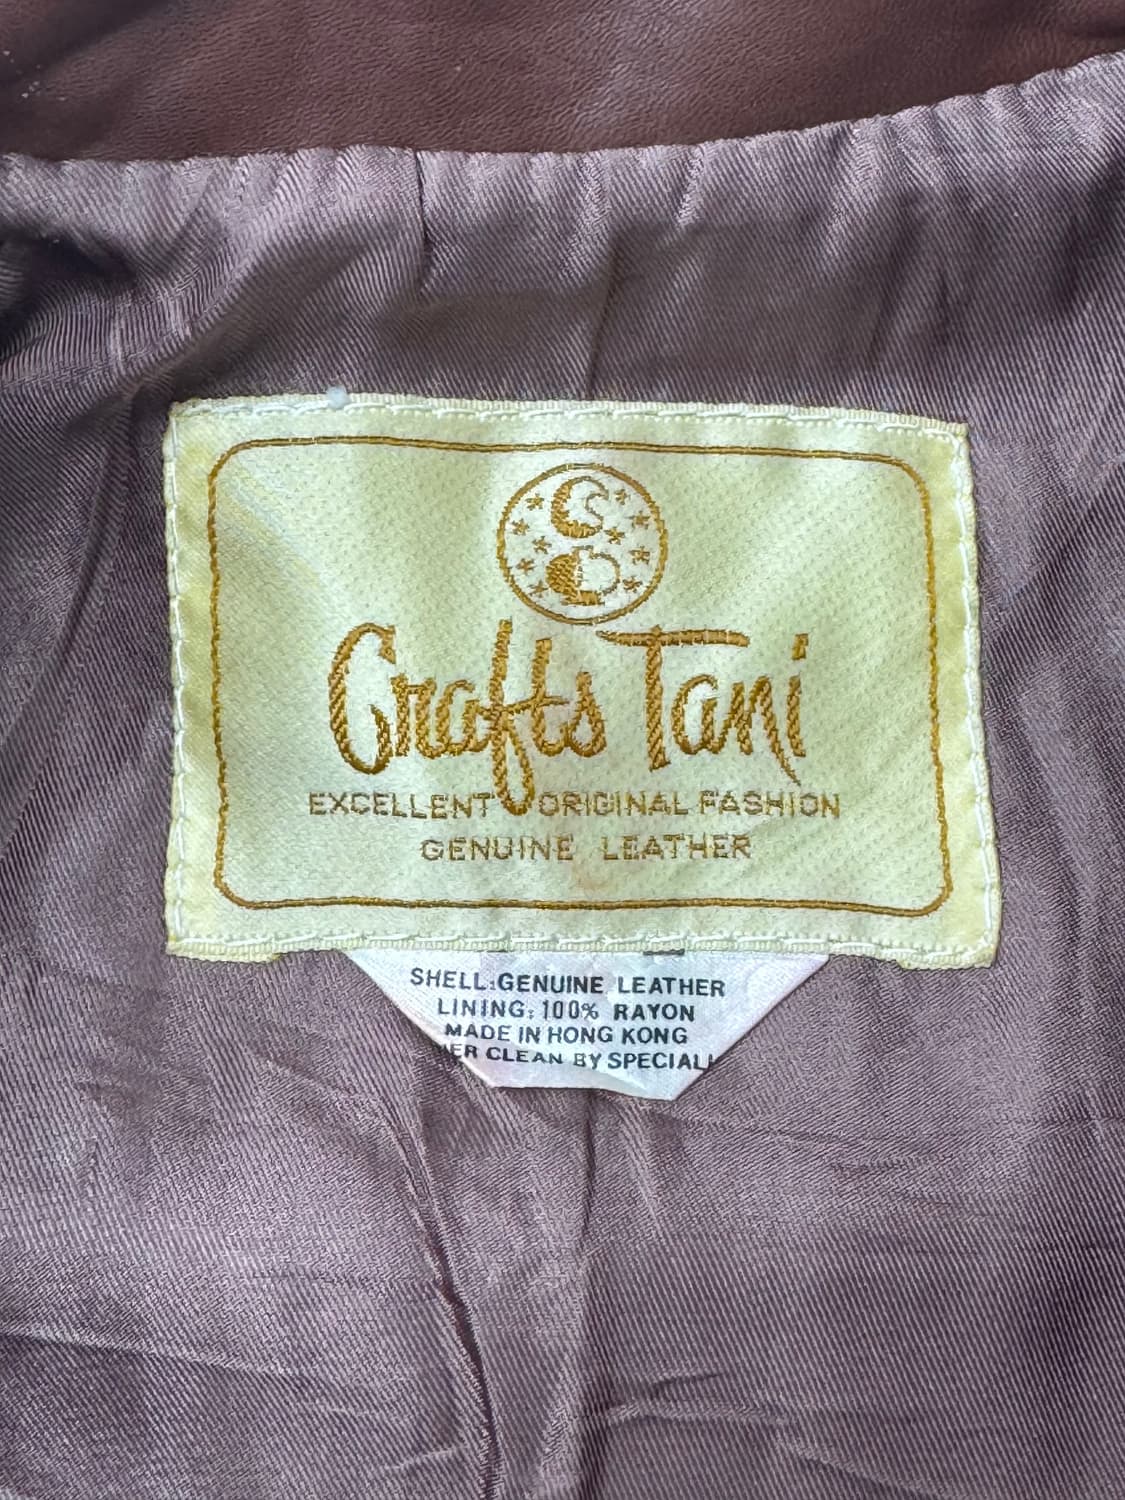 Crafts Tani
EXCELLENT ORIGINAL FASHION
GENUINE LEATHER
SHELL:GENUINE LEATHER
LINING: 100% RAYON
MADE IN HONG KONG
CLEAN BY